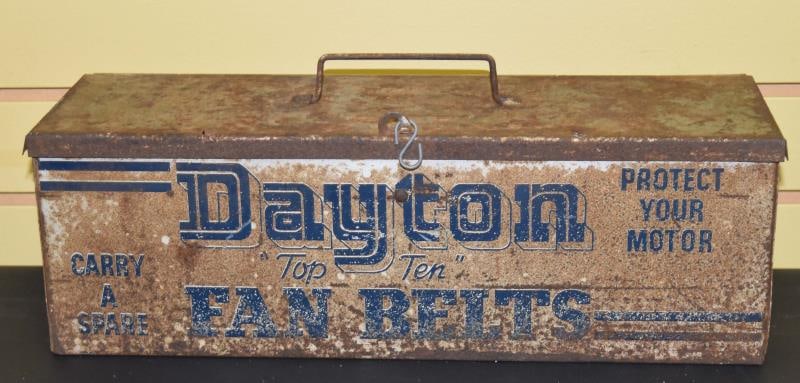 Dayton
"Top Ten"
FAN BELTS
CARRY
A
SPARE
PROTECT
YOUR
MOTOR